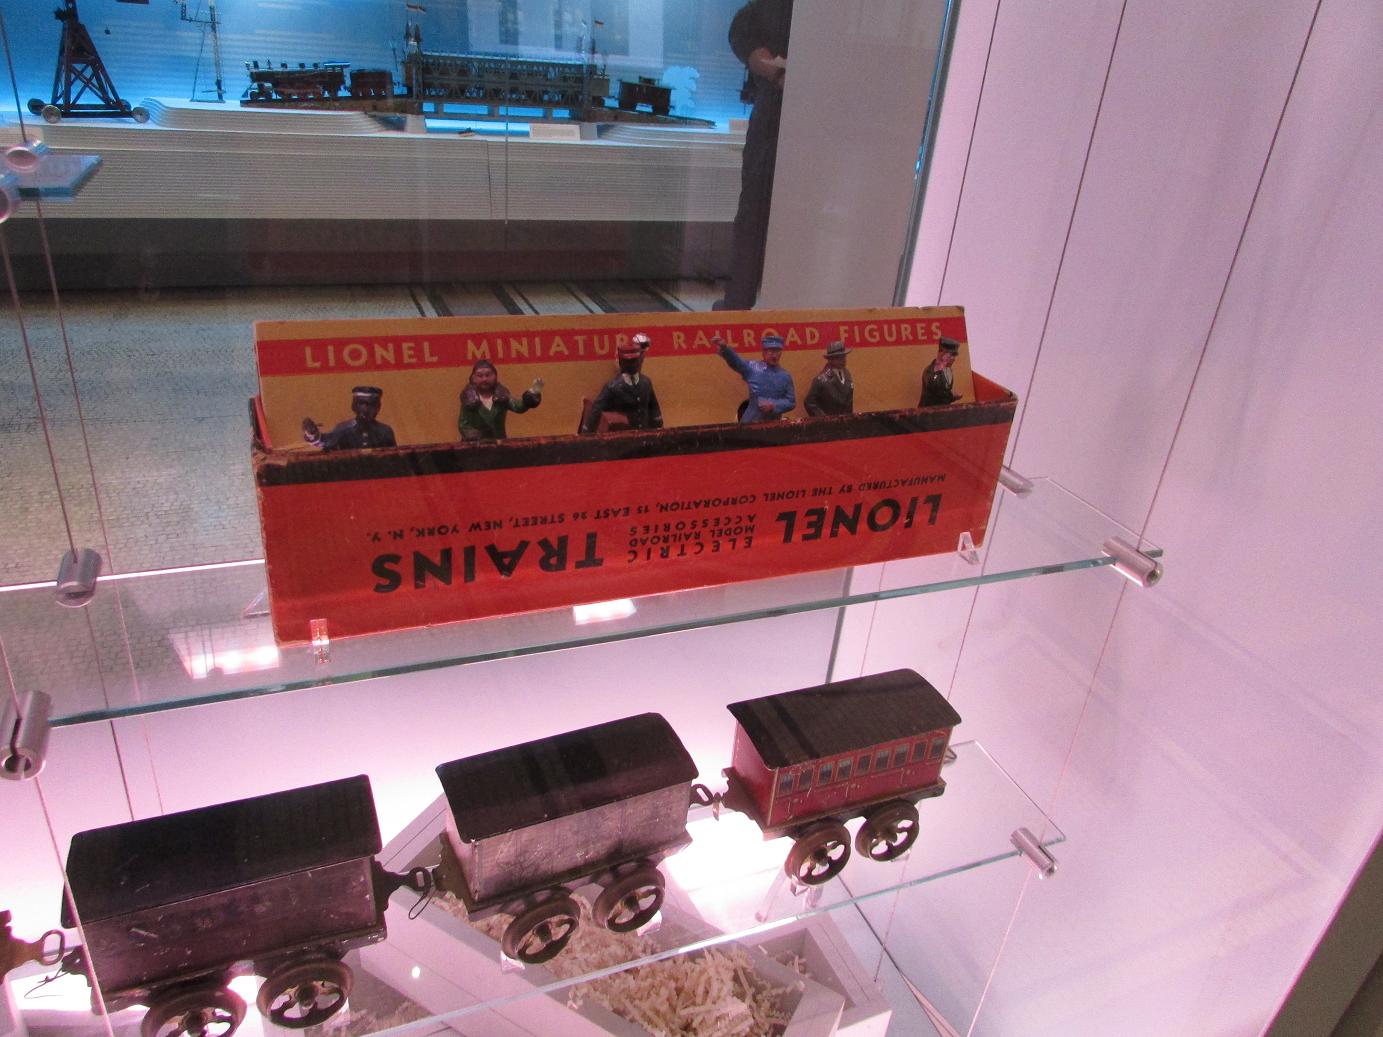 LIONEL MINIATURE RAILROAD FIGURES
LIONEL ELECTRIC MODEL RAILROAD ACCESSORIES TRAINS
MANUFACTURED BY THE LIONEL CORPORATION, 15 EAST 26 STREET, NEW YORK, N. Y.